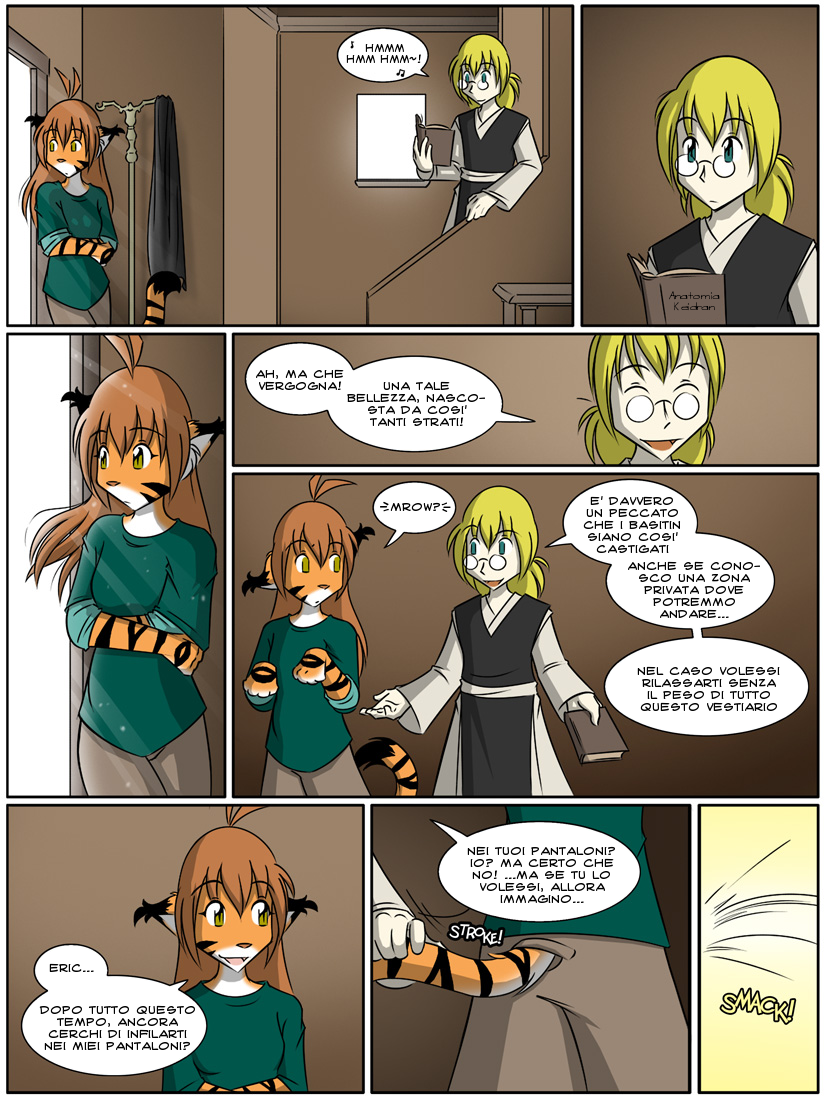 HMMM
HMM HMM~!
Anatomia
Keidran
AH, MA CHE
VERGOGNA!
UNA TALE
BELLEZZA, NASCO-
STA DA COSI'
TANTI STRATI!
MROW?
E' DAVVERO
UN PECCATO
CHE I BASITIN
SIANO COSI'
CASTIGATI
ANCHE SE CONO-
SCO UNA ZONA
PRIVATA DOVE
POTREMMO
ANDARE...
NEL CASO VOLESSI
RILASSARTI SENZA
IL PESO DI TUTTO
QUESTO VESTIARIO
ERIC...
DOPO TUTTO QUESTO
TEMPO, ANCORA
CERCHI DI INFILARTI
NEI MIEI PANTALONI?
NEI TUOI PANTALONI?
IO? MA CERTO CHE
NO! ...MA SE TU LO
VOLESSI, ALLORA
IMMAGINO...
STROKE!
SMACK!